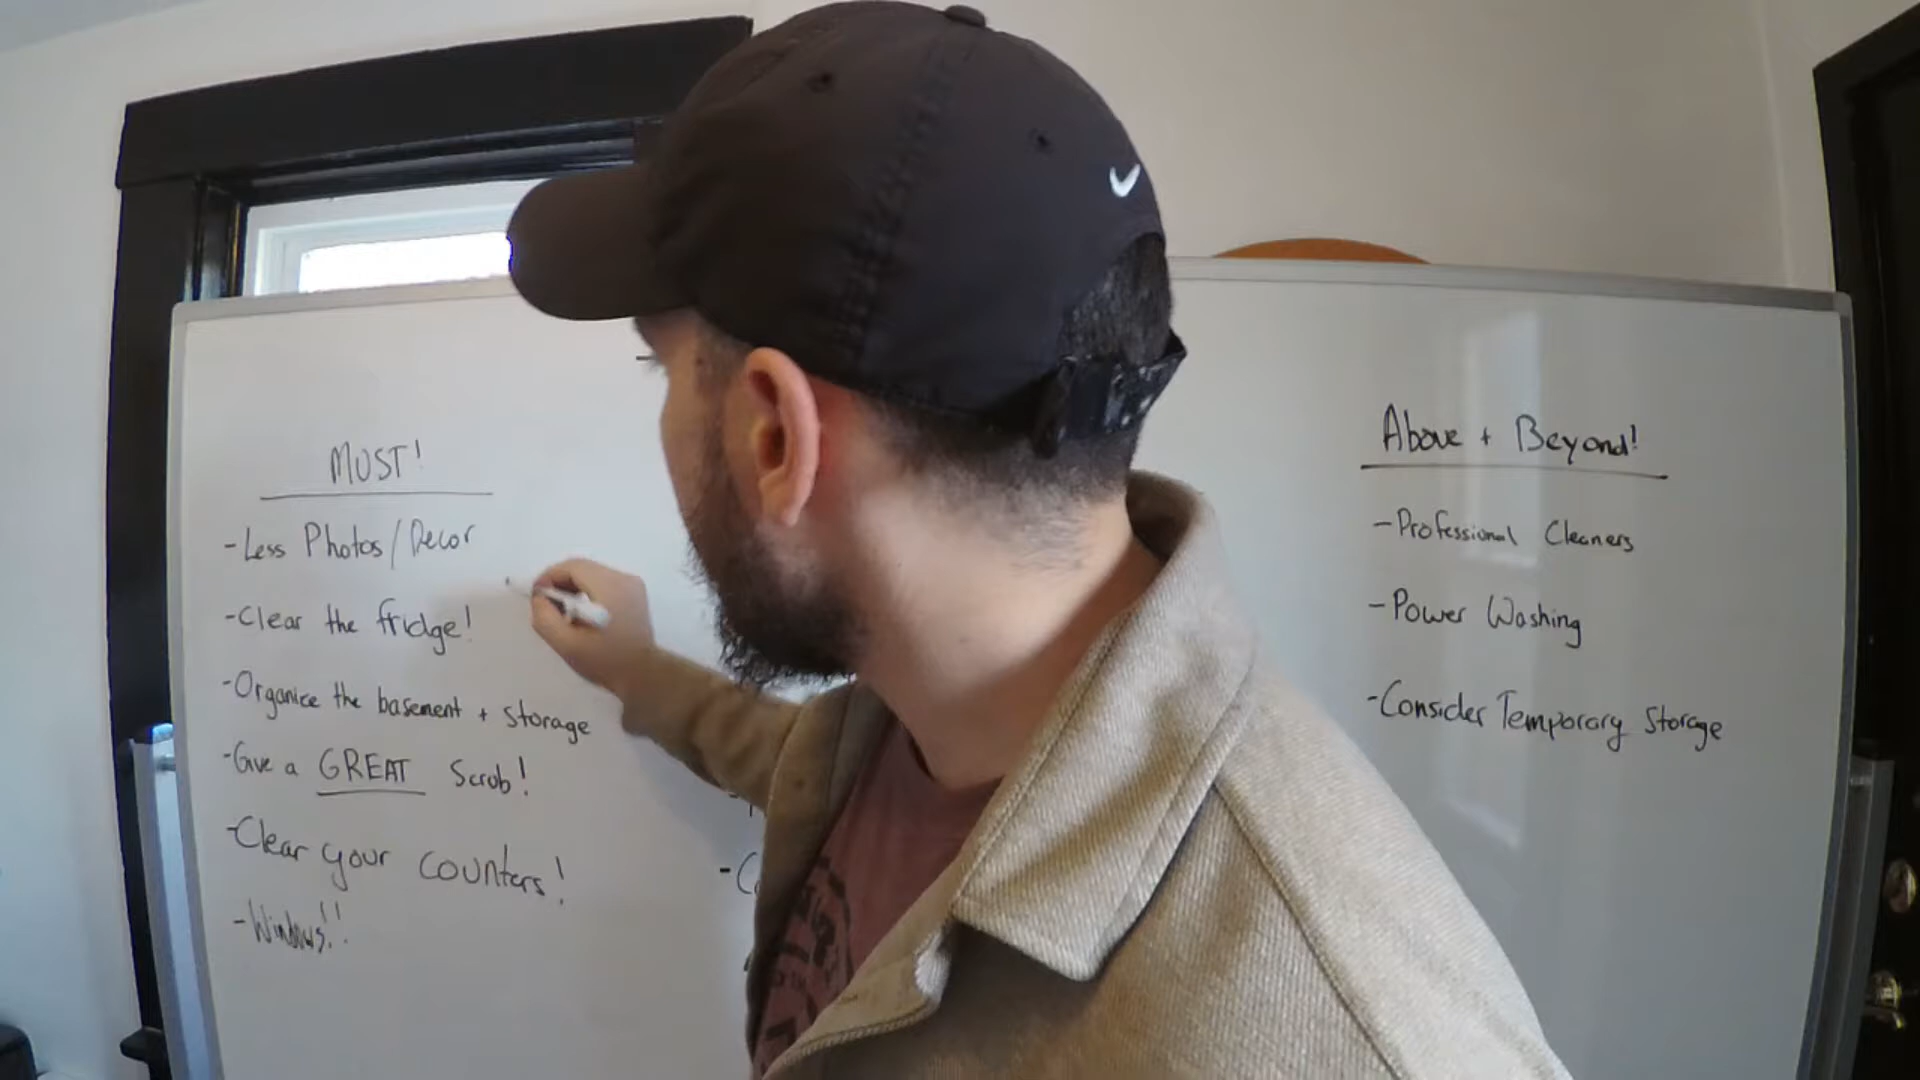 MUST!
-Less Photos/Decor
-Clear the fridge!
-Organize the basement + storage
-Give a GREAT Scrub!
-Clear your counters!
-Windows!!
Above + Beyond!
-Professional Cleaners
-Power Washing
-Consider Temporary Storage